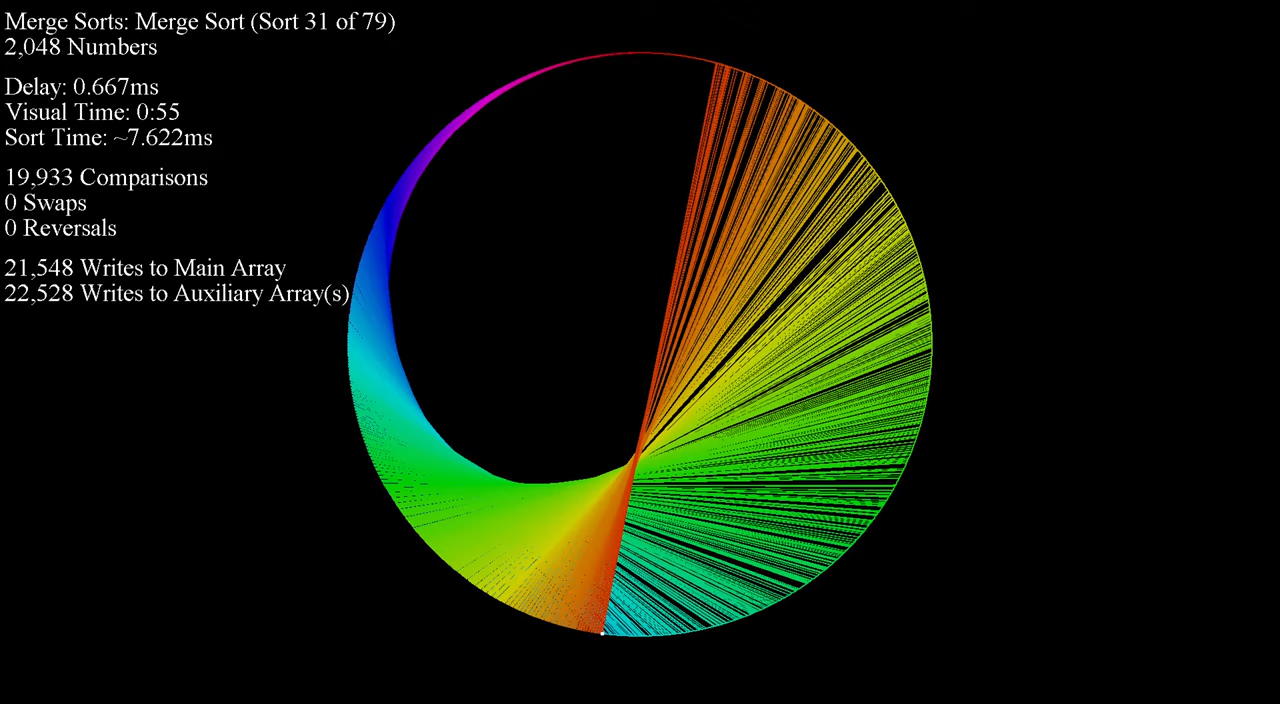 Merge Sorts: Merge Sort (Sort 31 of 79)
2,048 Numbers
Delay: 0.667ms
Visual Time: 0:55
Sort Time: ~7.622ms
19,933 Comparisons
0 Swaps
0 Reversals
21,548 Writes to Main Array
22,528 Writes to Auxiliary Array(s)